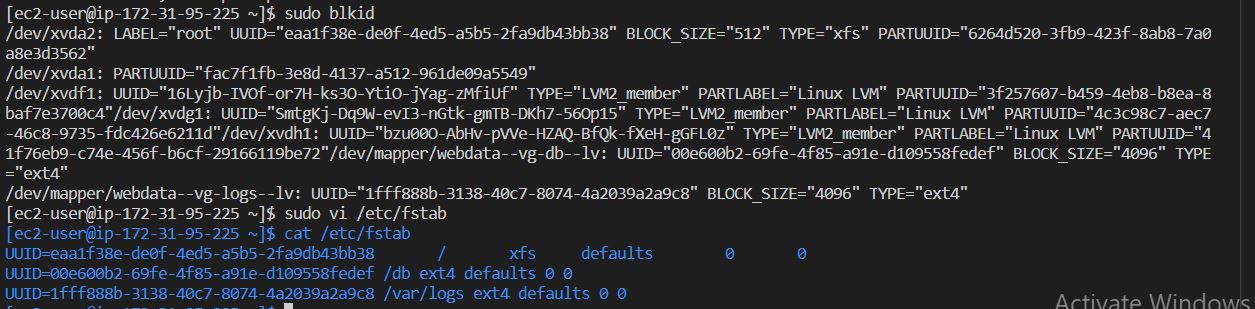 [ec2-user@ip-172-31-95-225 ~]$ sudo blkid
/dev/xvda2: LABEL="root" UUID="eaa1f38e-de0f-4ed5-a5b5-2fa9db43bb38" BLOCK_SIZE="512" TYPE="xfs" PARTUUID="6264d520-3fb9-423f-8ab8-7a0
a8e3d3562"
/dev/xvda1: PARTUUID="fac7f1fb-3e8d-4137-a512-961de09a5549"
/dev/xvdf1: UUID="16Lyjb-IVOf-or7H-ks3O-YtiO-jYag-zMfiUf" TYPE="LVM2_member" PARTLABEL="Linux LVM" PARTUUID="3f257607-b459-4eb8-b8ea-8
baf7e3700c4"/dev/xvdg1: UUID="SmtgKj-Dq9W-evI3-nGtk-gmTB-DKh7-56Op15" TYPE="LVM2_member" PARTLABEL="Linux LVM" PARTUUID="4c3c98c7-aec7
-46c8-9735-fdc426e6211d"/dev/xvdh1: UUID="bzu00O-AbHv-pVVe-HZAQ-BfQk-fXeH-gGFL0z" TYPE="LVM2_member" PARTLABEL="Linux LVM" PARTUUID="4
1f76eb9-c74e-456f-b6cf-29166119be72"/dev/mapper/webdata--vg-db--lv: UUID="00e600b2-69fe-4f85-a91e-d109558fedef" BLOCK_SIZE="4096" TYPE
="ext4"
/dev/mapper/webdata--vg-logs--lv: UUID="1fff888b-3138-40c7-8074-4a2039a2a9c8" BLOCK_SIZE="4096" TYPE="ext4"
[ec2-user@ip-172-31-95-225 ~]$ sudo vi /etc/fstab
[ec2-user@ip-172-31-95-225 ~]$ cat /etc/fstab
UUID=eaa1f38e-de0f-4ed5-a5b5-2fa9db43bb38 / xfs defaults 0 0
UUID=00e600b2-69fe-4f85-a91e-d109558fedef /db ext4 defaults 0 0
UUID=1fff888b-3138-40c7-8074-4a2039a2a9c8 /var/logs ext4 defaults 0 0
Activate Windows